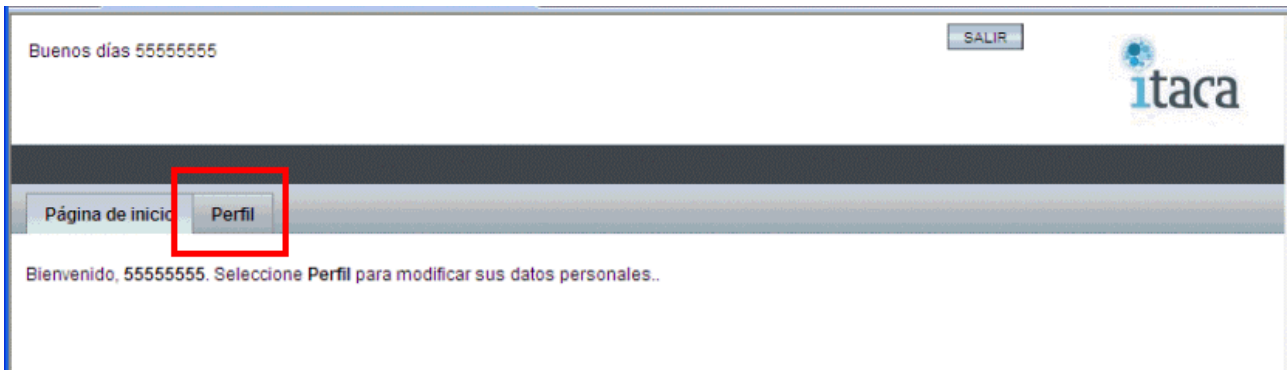 Buenos días 55555555
SALIR
itaca
Página de inicio
Perfil
Bienvenido, 55555555. Seleccione Perfil para modificar sus datos personales..